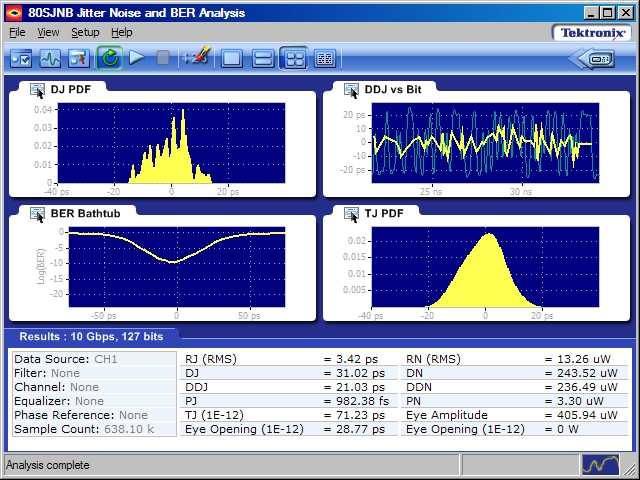 80SJNB Jitter Noise and BER Analysis
File View Setup Help
Tektronix
DJ PDF
0.04
0.03
0.02
0.01
0
-40 ps -20 0 20 ps
DDJ vs Bit
20 ps
10
0
-10
-20 ps
25 ns 30 ns
BER Bathtub
Log(BER)
0
-5
-10
-15
-20
-50 ps 0 50 ps
TJ PDF
0.02
0.015
0.01
0.005
-40 -20 0 20 ps
Results : 10 Gbps, 127 bits
Data Source: CH1
Filter: None
Channel: None
Equalizer: None
Phase Reference: None
Sample Count: 638.10 k
RJ (RMS) = 3.42 ps
DJ = 31.02 ps
DDJ = 21.03 ps
PJ = 982.38 fs
TJ (1E-12) = 71.23 ps
Eye Opening (1E-12) = 28.77 ps
RN (RMS) = 13.26 uW
DN = 243.52 uW
DDN = 236.49 uW
PN = 3.30 uW
Eye Amplitude = 405.94 uW
Eye Opening (1E-12) = 0 W
Analysis complete